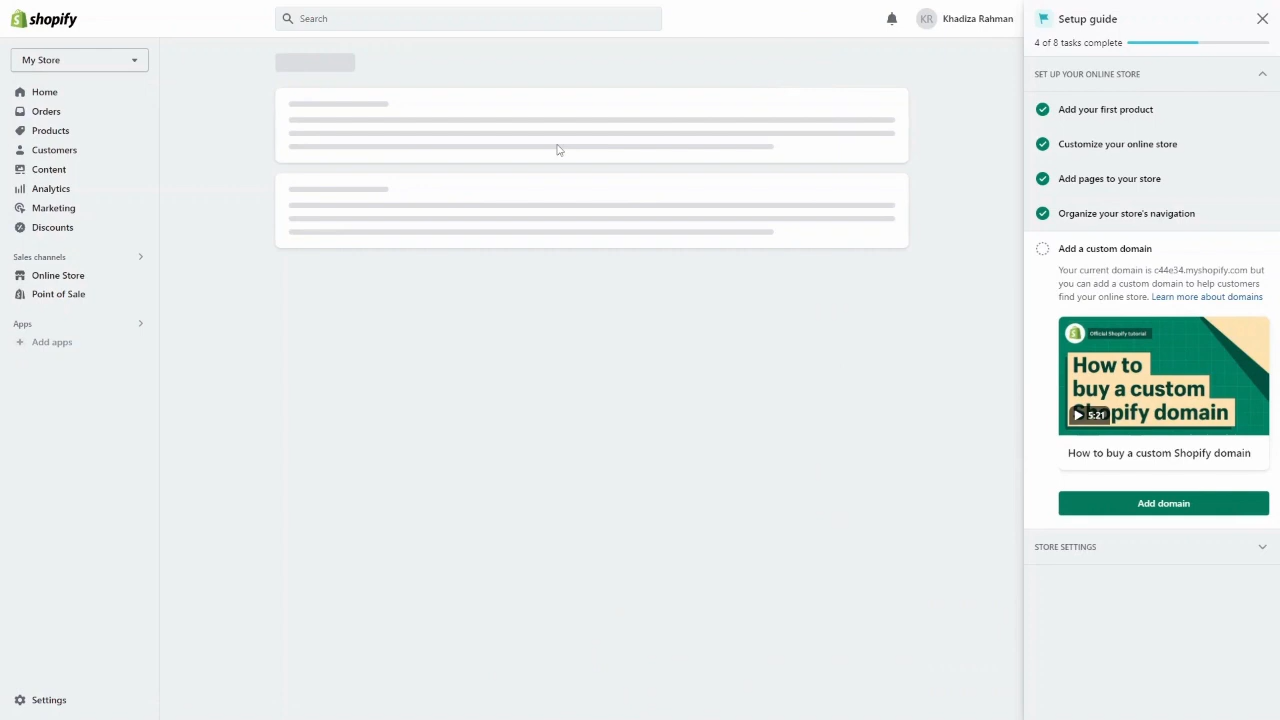 shopify
Search
KR
Khadiza Rahman
My Store
Home
Orders
Products
Customers
Content
Analytics
Marketing
Discounts
Sales channels
Online Store
Point of Sale
Apps
Add apps
Settings
Setup guide
4 of 8 tasks complete
SET UP YOUR ONLINE STORE
Add your first product
Customize your online store
Add pages to your store
Organize your store's navigation
Add a custom domain
Your current domain is c44e34.myshopify.com but
you can add a custom domain to help customers
find your online store. Learn more about domains
Official Shopify tutorial
How to
buy a custom
Shopify domain
5:21
How to buy a custom Shopify domain
Add domain
STORE SETTINGS